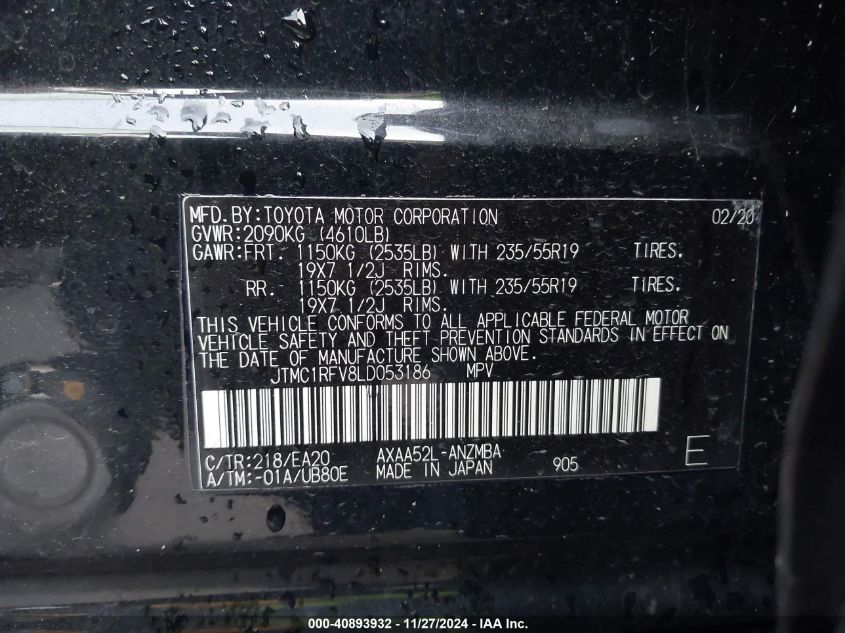 MFD.BY:TOYOTA MOTOR CORPORATION 02/20
GVWR:2090KG (4610LB)
GAWR:FRT. 1150KG (2535LB) WITH 235/55R19 TIRES.
19X7 1/2J RIMS.
RR. 1150KG (2535LB) WITH 235/55R19 TIRES.
19X7 1/2J RIMS.
THIS VEHICLE CONFORMS TO ALL APPLICABLE FEDERAL MOTOR
VEHICLE SAFETY AND THEFT PREVENTION STANDARDS IN EFFECT ON
THE DATE OF MANUFACTURE SHOWN ABOVE.
JTMC1RFV8LD053186 MPV
C/TR:218/EA20 AXAA52L-ANZMBA
A/TM:-01A/UB80E MADE IN JAPAN 905 E
000-40893932 - 11/27/2024 - IAA Inc.